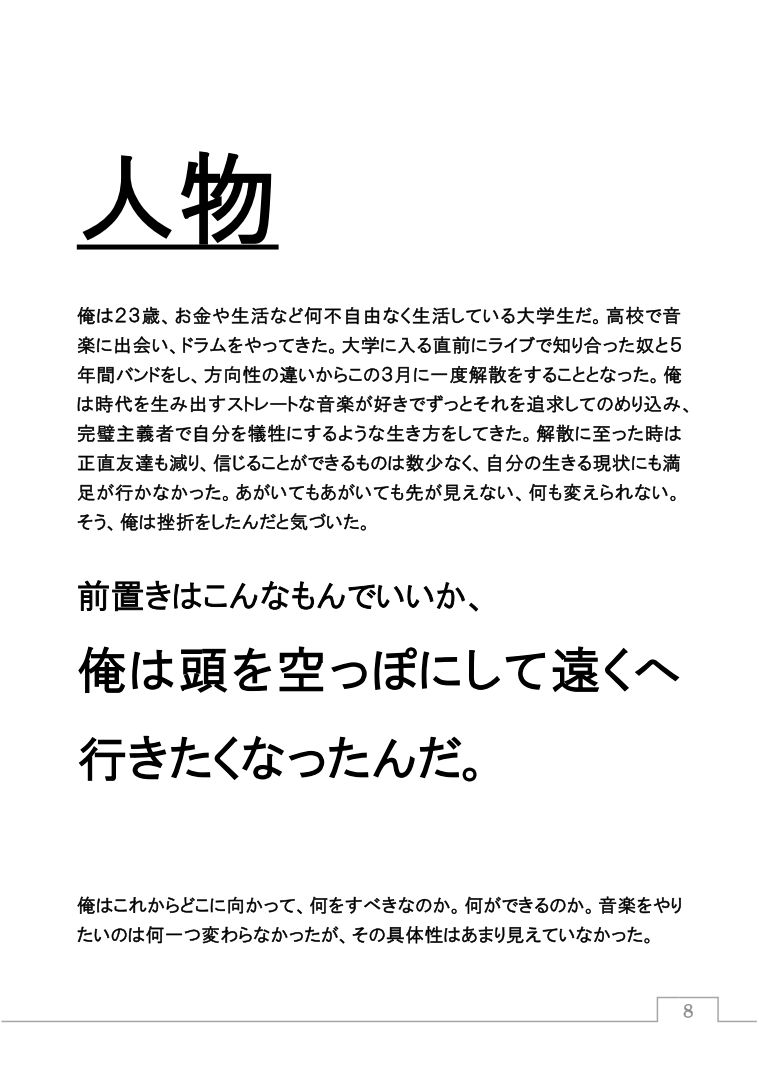 人物
俺は23歳、お金や生活など何不自由なく生活している大学生だ。高校で音
楽に出会い、ドラムをやってきた。大学に入る直前にライブで知り合った奴と5
年間バンドをし、方向性の違いからこの3月に一度解散をすることとなった。俺
は時代を生み出すストレートな音楽が好きでずっとそれを追求してのめり込み、
完璧主義者で自分を犠牲にするような生き方をしてきた。解散に至った時は
正直友達も減り、信じることができるものは数少なく、自分の生きる現状にも満
足が行かなかった。あがいてもあがいても先が見えない、何も変えられない。
そう、俺は挫折をしたんだと気づいた。
前置きはこんなもんでいいか、
俺は頭を空っぽにして遠くへ
行きたくなったんだ。
俺はこれからどこに向かって、何をすべきなのか。何ができるのか。音楽をやり
たいのは何一つ変わらなかったが、その具体性はあまり見えていなかった。
8